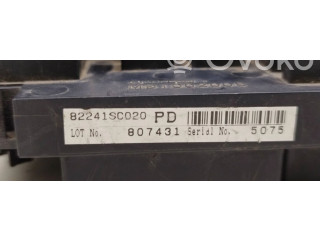 OVOKO
82241SC020 PD
LOT No. 807431 Serial No. 5075